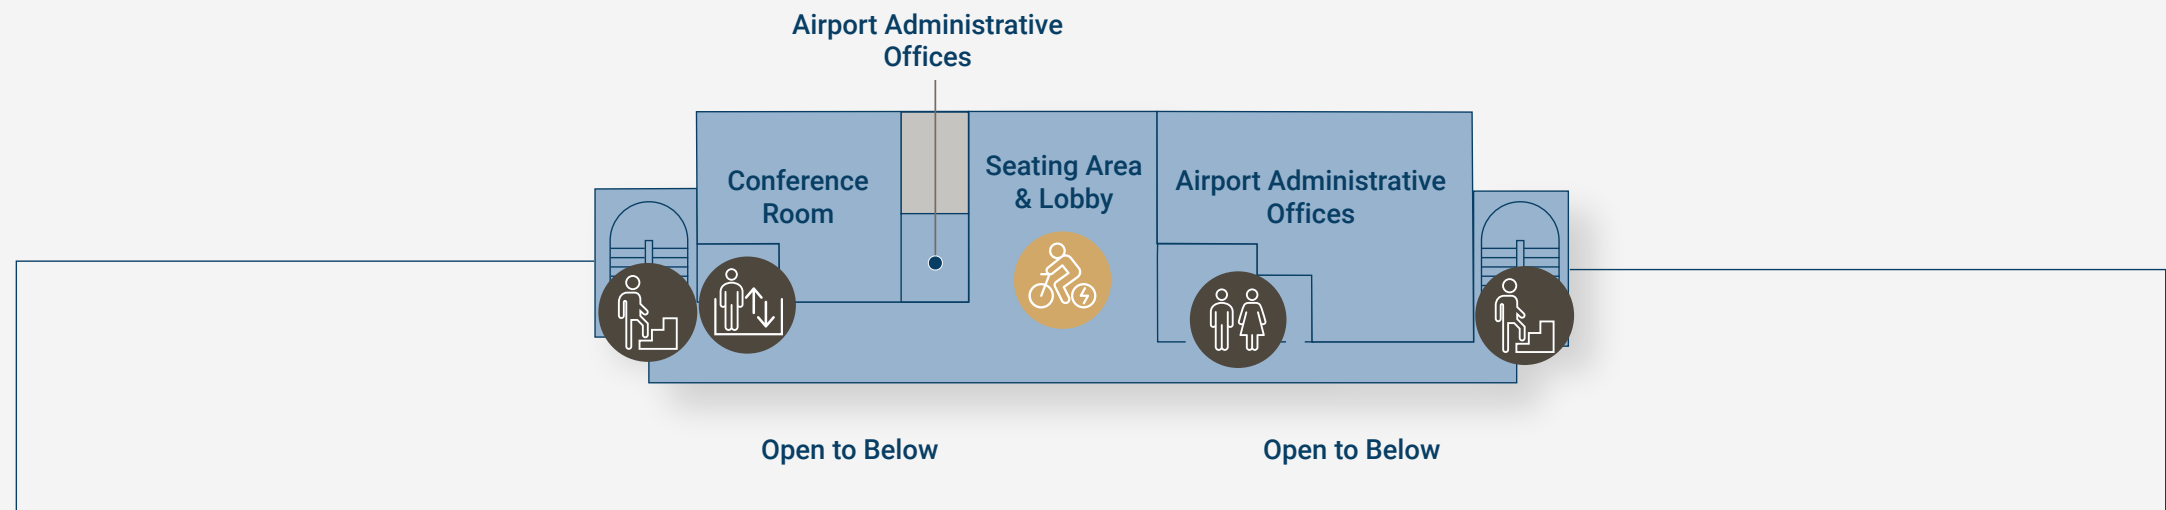 Airport Administrative
Offices
Conference
Room
Seating Area
& Lobby
Airport Administrative
Offices
Open to Below
Open to Below